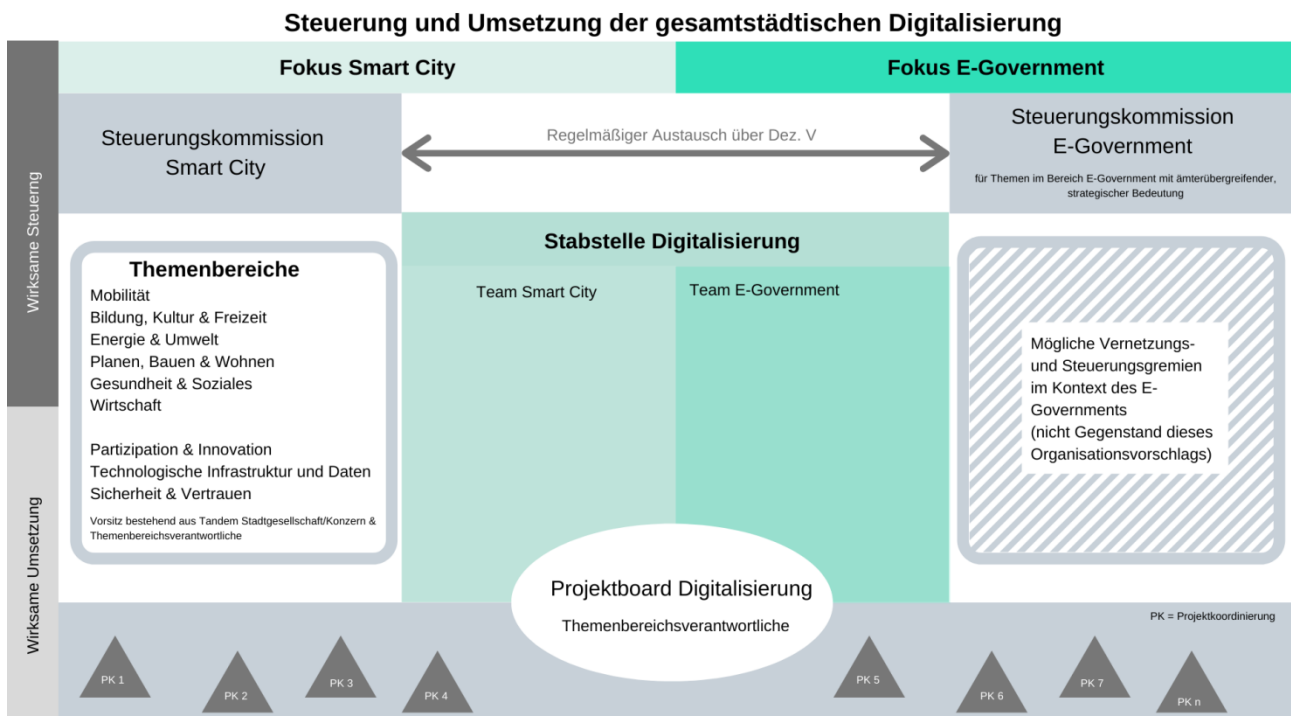 Steuerung und Umsetzung der gesamtstädtischen Digitalisierung
Fokus Smart City
Fokus E-Government
Wirksame Steuerng
Steuerungskommission
Smart City
Regelmäßiger Austausch über Dez. V
Steuerungskommission
E-Government
für Themen im Bereich E-Government mit ämterübergreifender,
strategischer Bedeutung
Themenbereiche
Mobilität
Bildung, Kultur & Freizeit
Energie & Umwelt
Planen, Bauen & Wohnen
Gesundheit & Soziales
Wirtschaft
Partizipation & Innovation
Technologische Infrastruktur und Daten
Sicherheit & Vertrauen
Vorsitz bestehend aus Tandem Stadtgesellschaft/Konzern &
Themenbereichsverantwortliche
Stabstelle Digitalisierung
Team Smart City
Team E-Government
Mögliche Vernetzungs-
und Steuerungsgremien
im Kontext des E-
Governments
(nicht Gegenstand dieses
Organisationsvorschlags)
Wirksame Umsetzung
Projektboard Digitalisierung
Themenbereichsverantwortliche
PK = Projektkoordinierung
PK 1
PK 2
PK 3
PK 4
PK 5
PK 6
PK 7
PK n